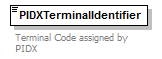 PIDXTerminalIdentifier
Terminal Code assigned by
PIDX